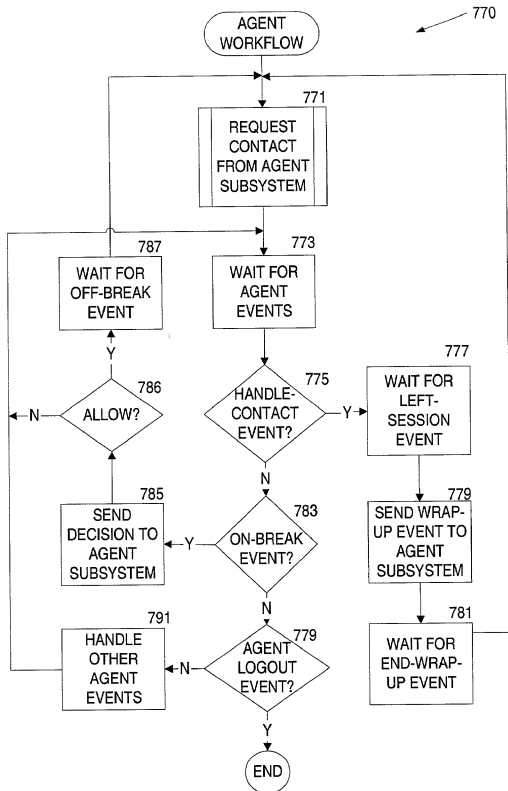 AGENT
WORKFLOW
770
771
REQUEST
CONTACT
FROM AGENT
SUBSYSTEM
787
WAIT FOR
OFF-BREAK
EVENT
773
WAIT FOR
AGENT
EVENTS
Y
786
ALLOW?
N
775
HANDLE-
CONTACT
EVENT?
Y
777
WAIT FOR
LEFT-
SESSION
EVENT
N
785
SEND
DECISION TO
AGENT
SUBSYSTEM
Y
783
ON-BREAK
EVENT?
779
SEND WRAP-
UP EVENT TO
AGENT
SUBSYSTEM
N
791
HANDLE
OTHER
AGENT
EVENTS
N
779
AGENT
LOGOUT
EVENT?
781
WAIT FOR
END-WRAP-
UP EVENT
Y
END